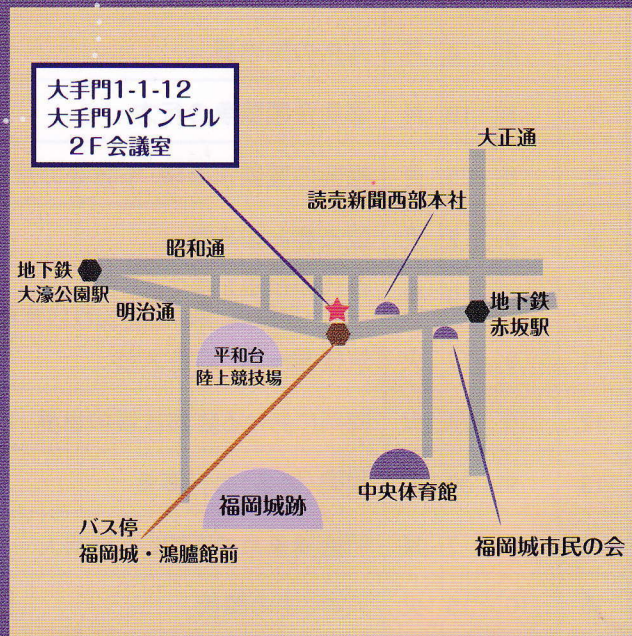 大手門1-1-12
大手門パインビル
2F会議室
大正通
読売新聞西部本社
昭和通
地下鉄
大濠公園駅
明治通
地下鉄
赤坂駅
平和台
陸上競技場
中央体育館
福岡城跡
バス停
福岡城・鴻臚館前
福岡城市民の会